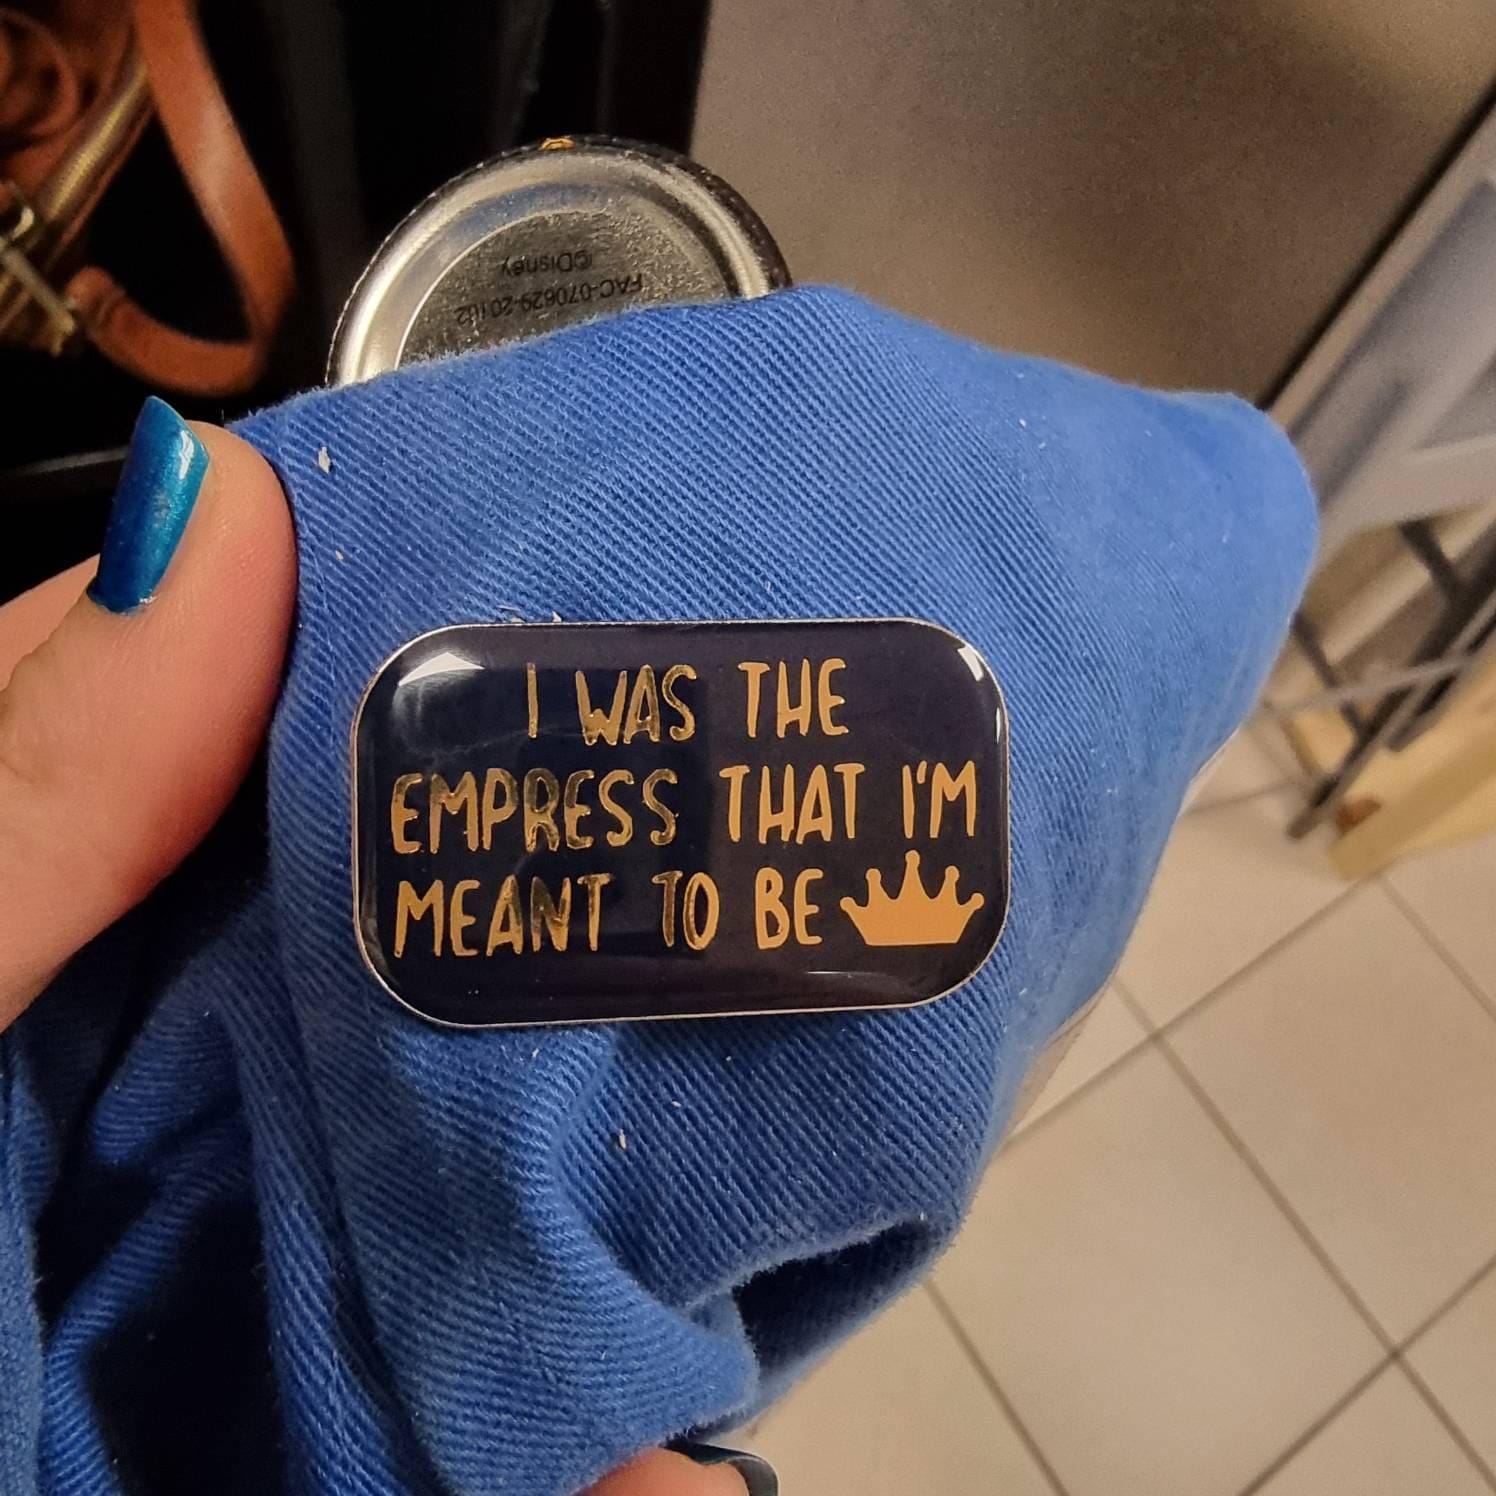 I WAS THE
EMPRESS THAT I'M
MEANT TO BE
FAC-070629-20102
©Disney